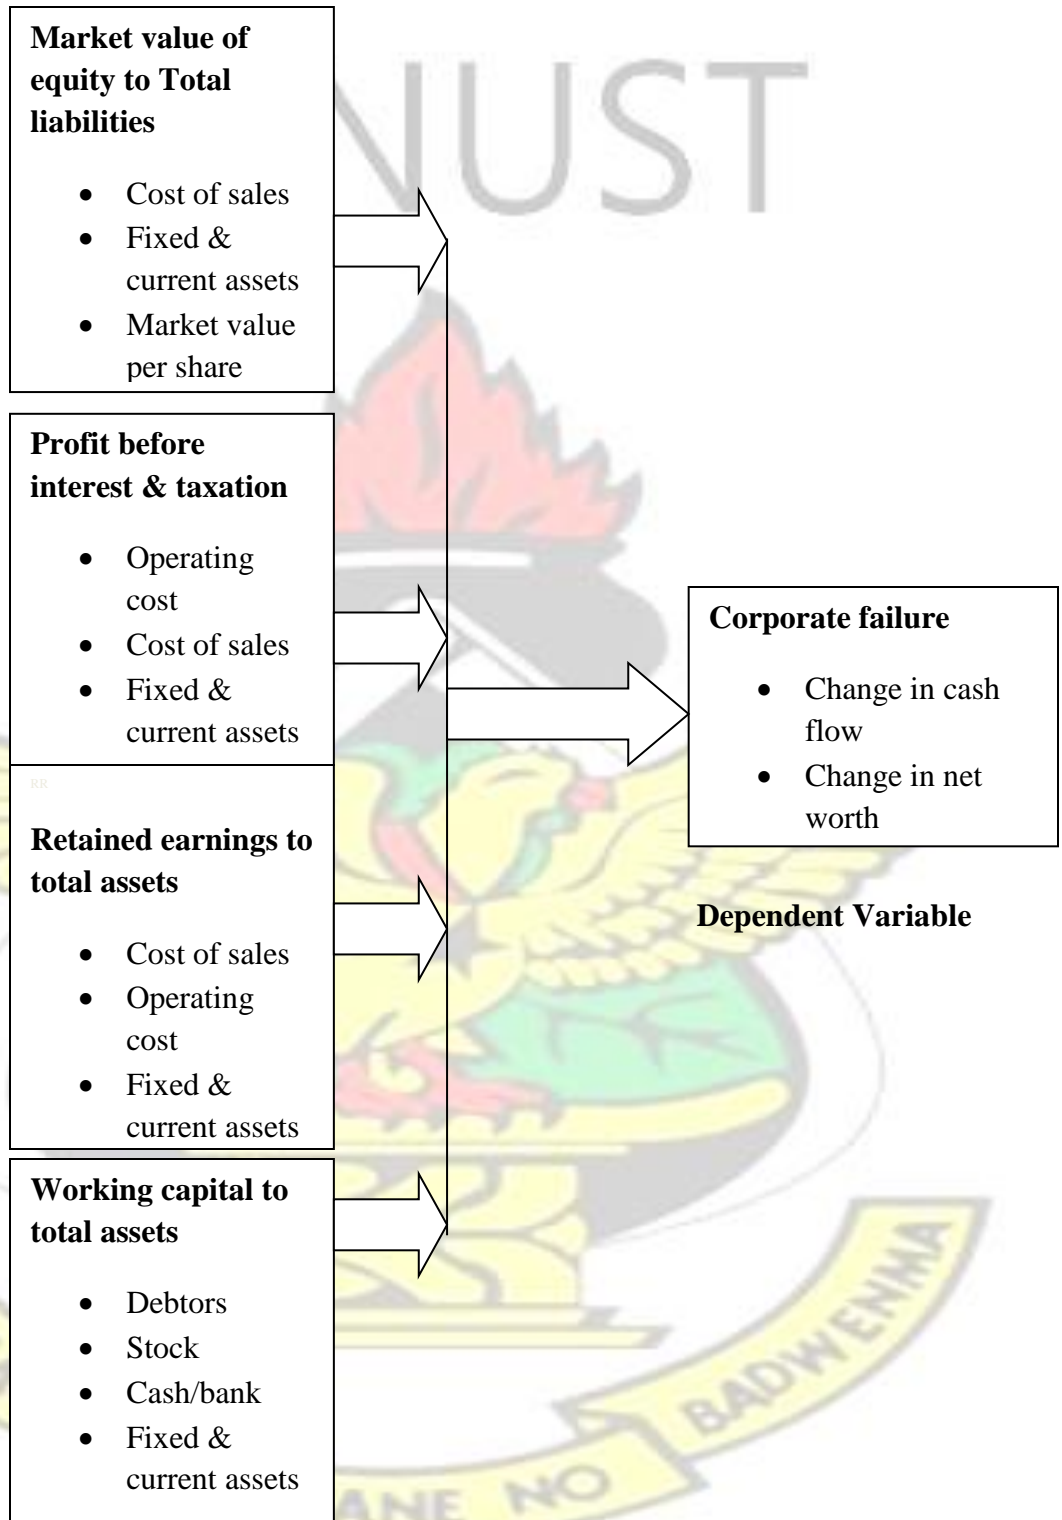 NUST
Market value of
equity to Total
liabilities
• Cost of sales
• Fixed &
current assets
• Market value
per share
Profit before
interest & taxation
• Operating
cost
• Cost of sales
• Fixed &
current assets
RR
Retained earnings to
total assets
• Cost of sales
• Operating
cost
• Fixed &
current assets
Working capital to
total assets
• Debtors
• Stock
• Cash/bank
• Fixed &
current assets
Corporate failure
• Change in cash
flow
• Change in net
worth
Dependent Variable
ANE NO
BADWENMA